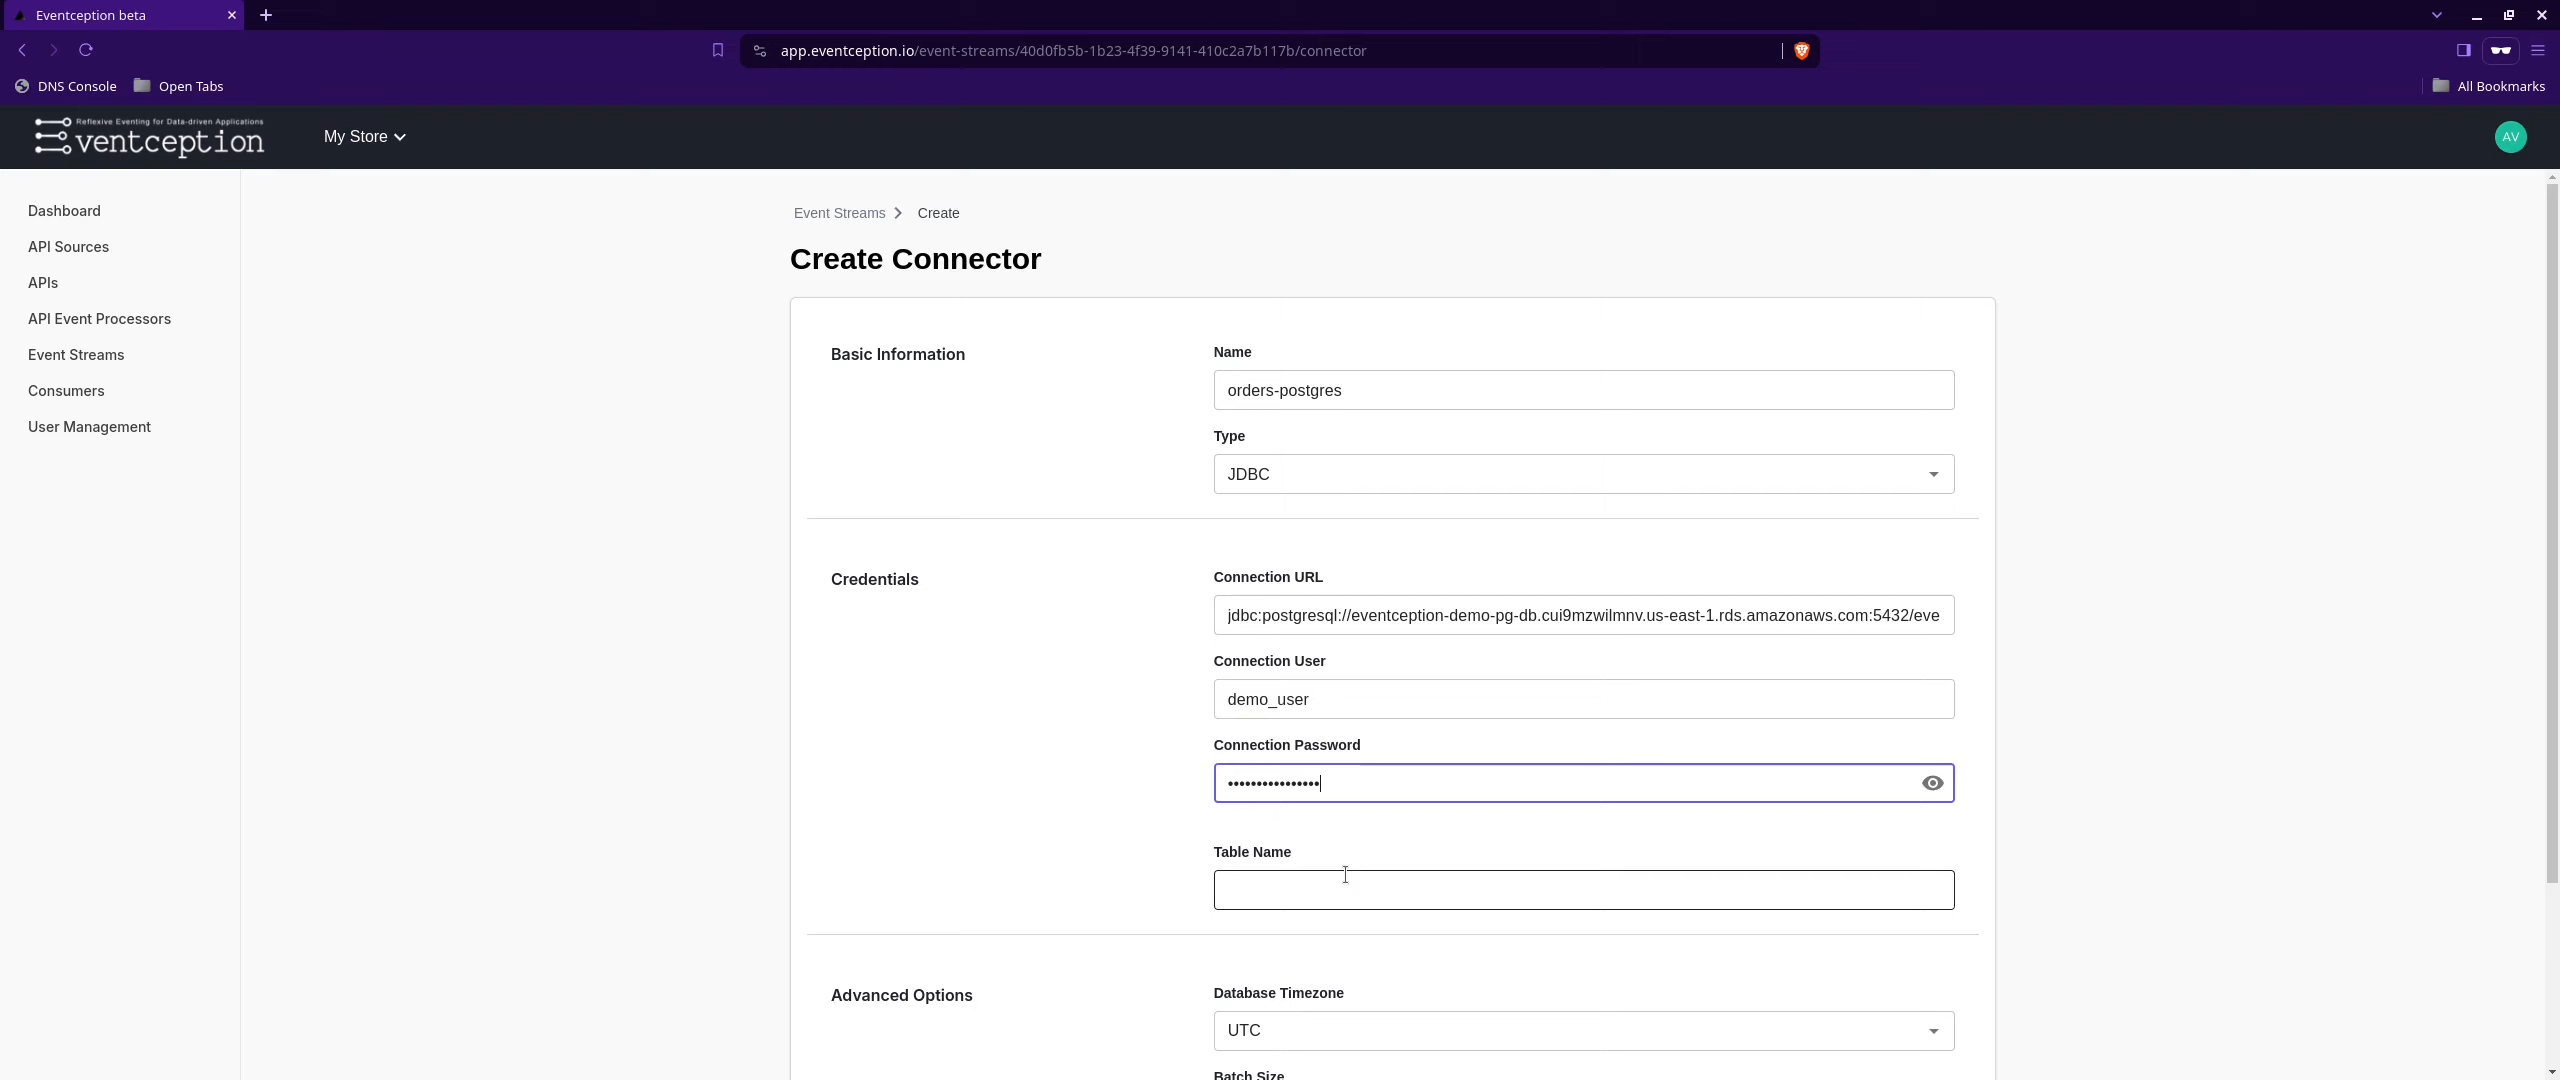 Eventception beta
app.eventception.io/event-streams/40d0fb5b-1b23-4f39-9141-410c2a7b117b/connector
DNS Console
Open Tabs
All Bookmarks
Reflexive Eventing for Data-driven Applications
ventception
My Store
AV
Dashboard
API Sources
APIs
API Event Processors
Event Streams
Consumers
User Management
Event Streams > Create
Create Connector
Basic Information
Name
orders-postgres
Type
JDBC
Credentials
Connection URL
jdbc:postgresql://eventception-demo-pg-db.cui9mzwilmnv.us-east-1.rds.amazonaws.com:5432/eve
Connection User
demo_user
Connection Password
••••••••••••••••
Table Name
Advanced Options
Database Timezone
UTC
Batch Size